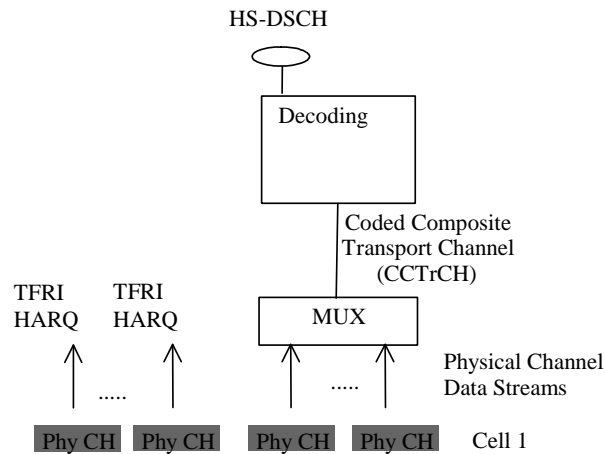 HS-DSCH
Decoding
Coded Composite
Transport Channel
(CCTrCH)
TFRI
HARQ
TFRI
HARQ
MUX
Physical Channel
Data Streams
.....
.....
Phy CH
Phy CH
Phy CH
Phy CH
Cell 1